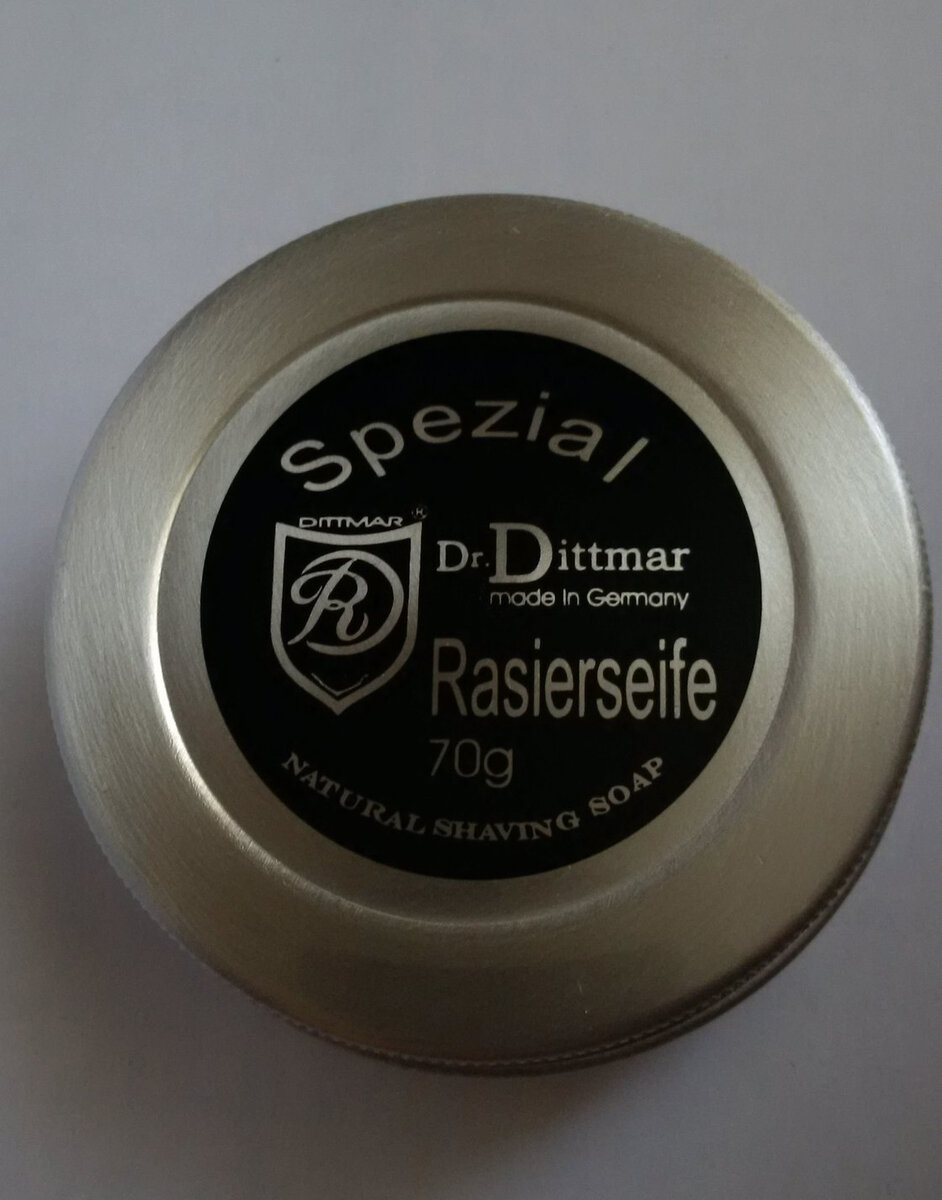 Spezial
DITTMAR ®
Dr. Dittmar
made in Germany
Rasierseife
70g
NATURAL SHAVING SOAP